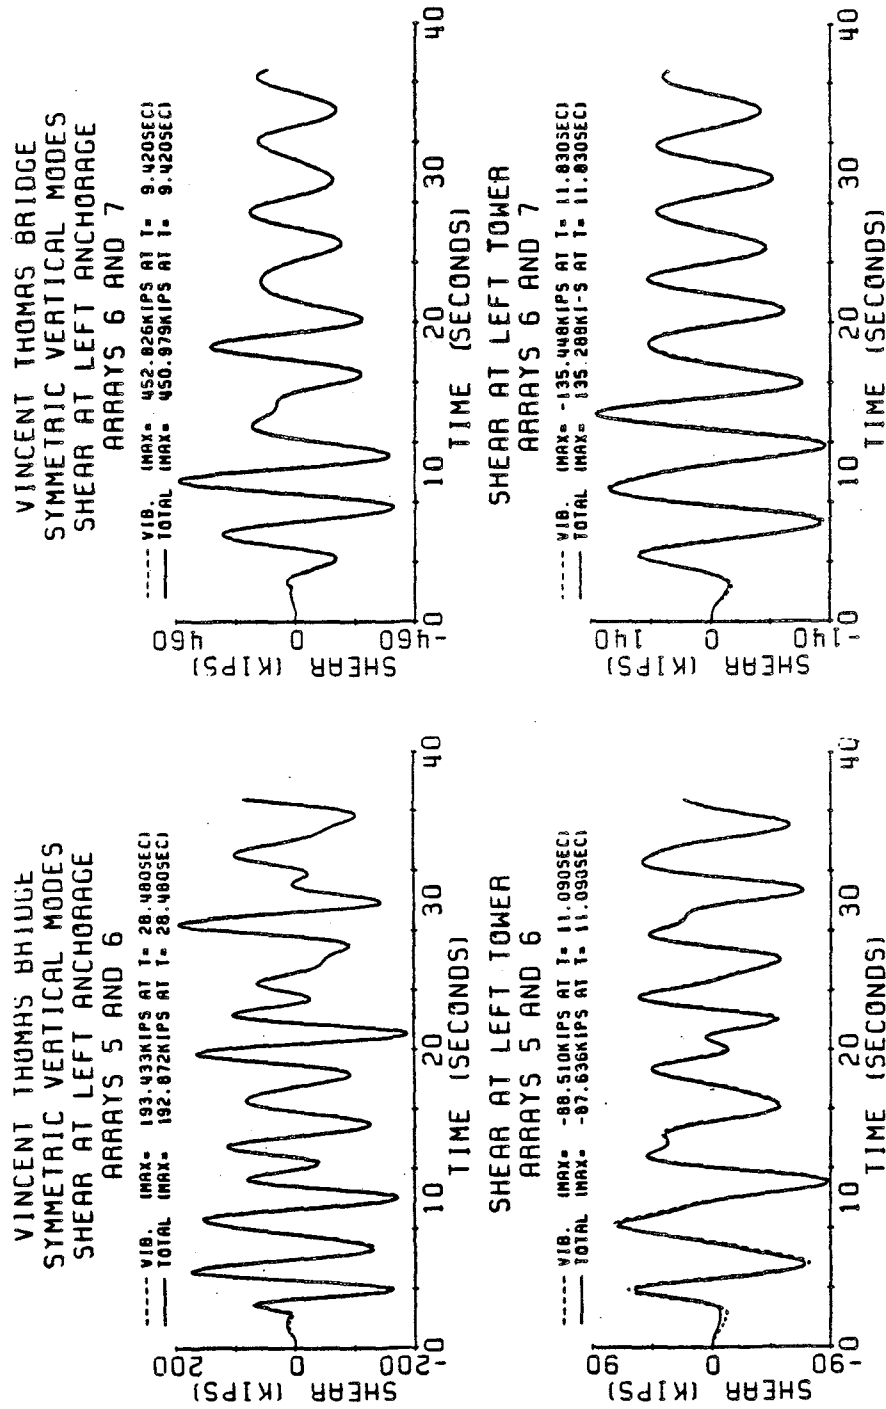 VINCENT THOMAS BRIDGE
SYMMETRIC VERTICAL MODES
SHEAR AT LEFT ANCHORAGE
ARRAYS 5 AND 6
----- VIB. (MAX= 193.433KIPS AT T= 28.480SEC)
—— TOTAL (MAX= 192.872KIPS AT T= 28.480SEC)
SHEAR (KIPS)
200
0
-200
0 10 20 30 40
TIME (SECONDS)
SHEAR AT LEFT TOWER
ARRAYS 5 AND 6
----- VIB. (MAX= -88.510KIPS AT T= 11.090SEC)
—— TOTAL (MAX= -87.636KIPS AT T= 11.090SEC)
SHEAR (KIPS)
90
0
-90
0 10 20 30 40
TIME (SECONDS)
VINCENT THOMAS BRIDGE
SYMMETRIC VERTICAL MODES
SHEAR AT LEFT ANCHORAGE
ARRAYS 6 AND 7
----- VIB. (MAX= 452.826KIPS AT T= 9.420SEC)
—— TOTAL (MAX= 450.979KIPS AT T= 9.420SEC)
SHEAR (KIPS)
460
0
-460
0 10 20 30 40
TIME (SECONDS)
SHEAR AT LEFT TOWER
ARRAYS 6 AND 7
----- VIB. (MAX= -135.448KIPS AT T= 11.830SEC)
—— TOTAL (MAX= 135.288KI-S AT T= 11.830SEC)
SHEAR (KIPS)
140
0
-140
0 10 20 30 40
TIME (SECONDS)